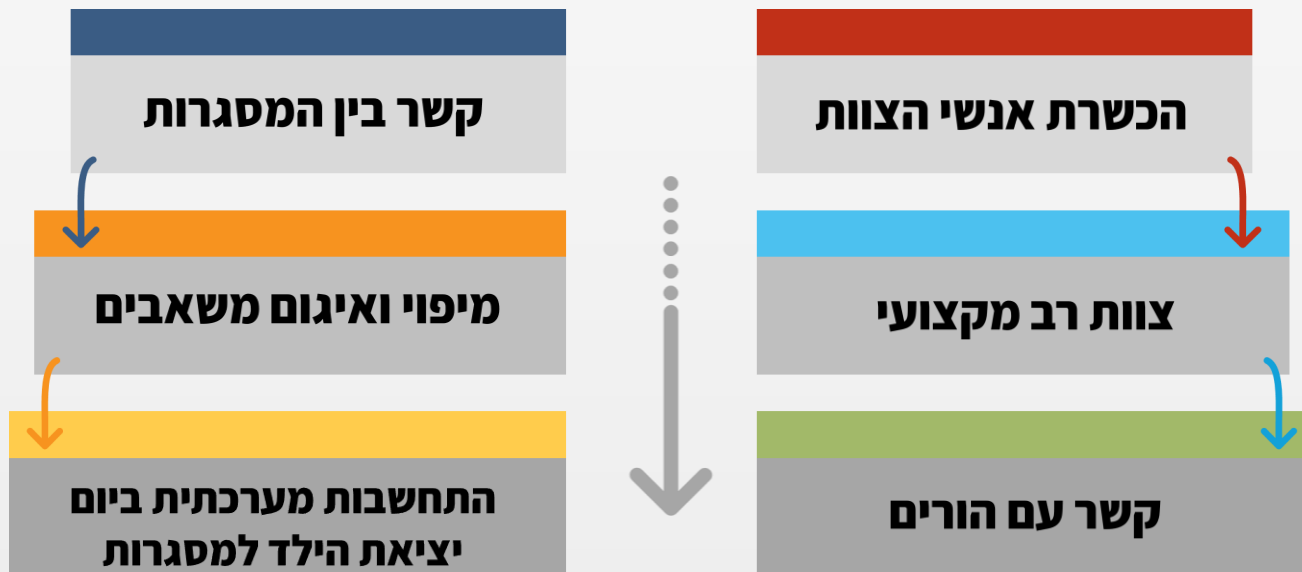 הכשרת אנשי הצוות
צוות רב מקצועי
קשר עם הורים
קשר בין המסגרות
מיפוי ואיגום משאבים
התחשבות מערכתית ביום
יציאת הילד למסגרות